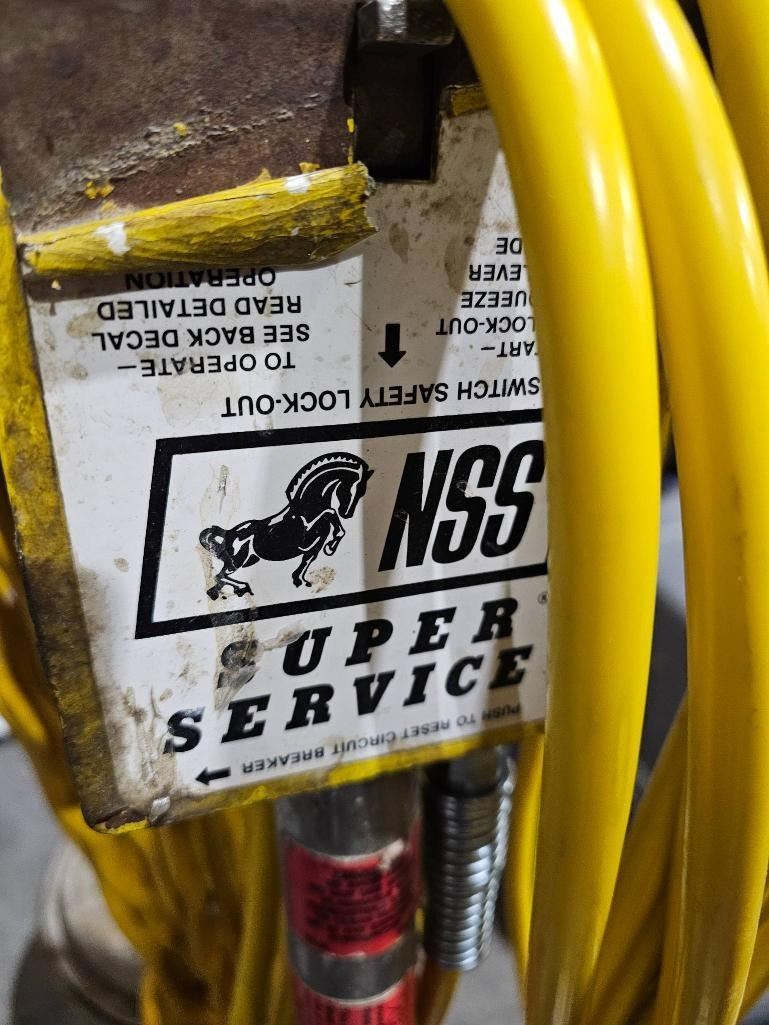 PUSH TO RESET CIRCUIT BREAKER
NSS
SUPER ®
SERVICE
SWITCH SAFETY LOCK-OUT
LOCK-OUT
LEVER
TO OPERATE—
SEE BACK DECAL
READ DETAILED
OPERATION